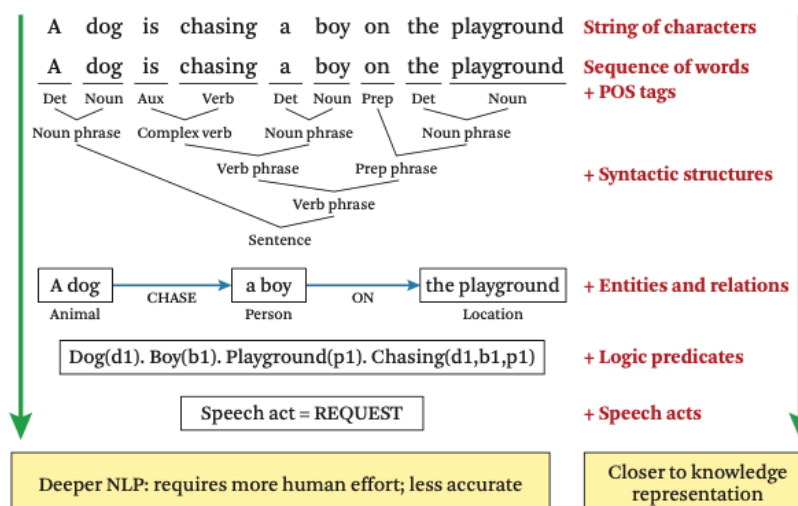 A dog is chasing a boy on the playground String of characters
A dog is chasing a boy on the playground Sequence of words
+ POS tags
Det Noun Aux Verb Det Noun Prep Det Noun
Noun phrase Complex verb Noun phrase Noun phrase
Verb phrase Prep phrase + Syntactic structures
Verb phrase
Sentence
A dog CHASE a boy ON the playground + Entities and relations
Animal Person Location
Dog(d1). Boy(b1). Playground(p1). Chasing(d1,b1,p1) + Logic predicates
Speech act = REQUEST + Speech acts
Deeper NLP: requires more human effort; less accurate
Closer to knowledge
representation